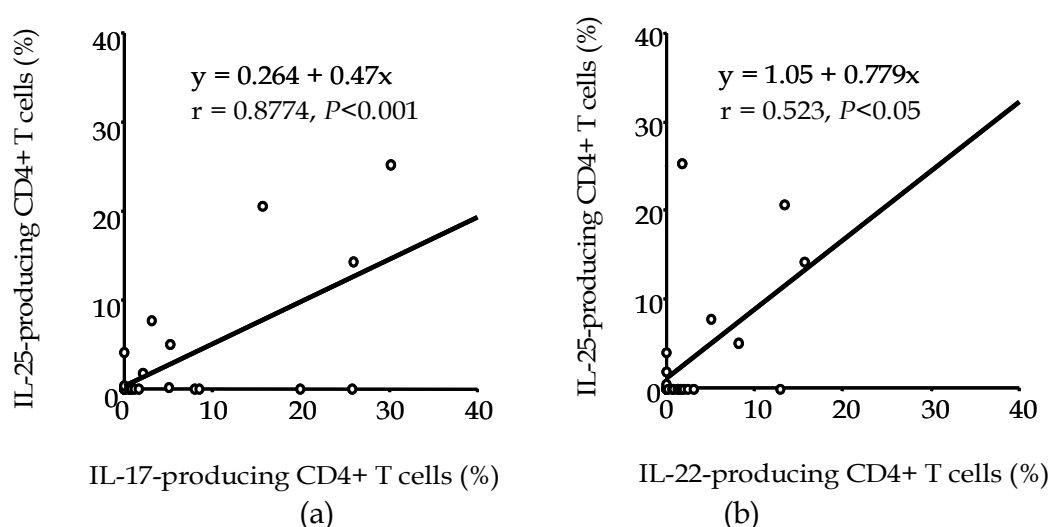 40
30
20
10
0
IL-25-producing CD4+ T cells (%)
y = 0.264 + 0.47x
r = 0.8774, P<0.001
0 10 20 30 40
IL-17-producing CD4+ T cells (%)
(a)
40
30
20
10
0
IL-25-producing CD4+ T cells (%)
y = 1.05 + 0.779x
r = 0.523, P<0.05
0 10 20 30 40
IL-22-producing CD4+ T cells (%)
(b)